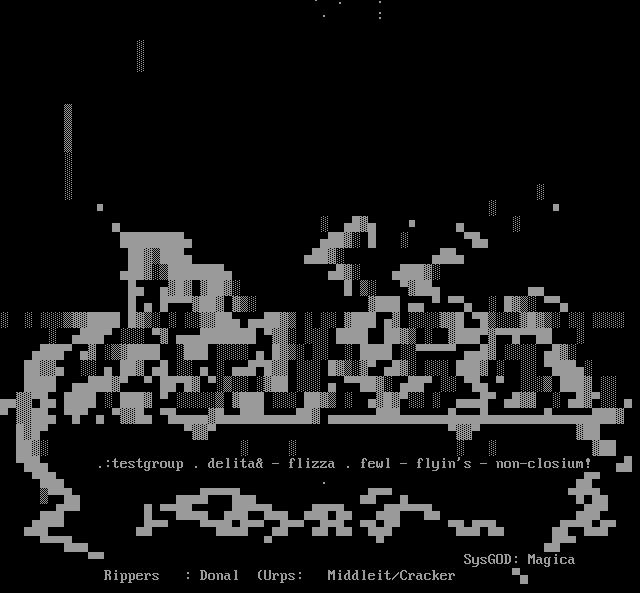 .:testgroup . delita& - flizza . fewl - flyin's - non-closium!
SysGOD: Magica
Rippers : Donal (Urps: Middleit/Cracker